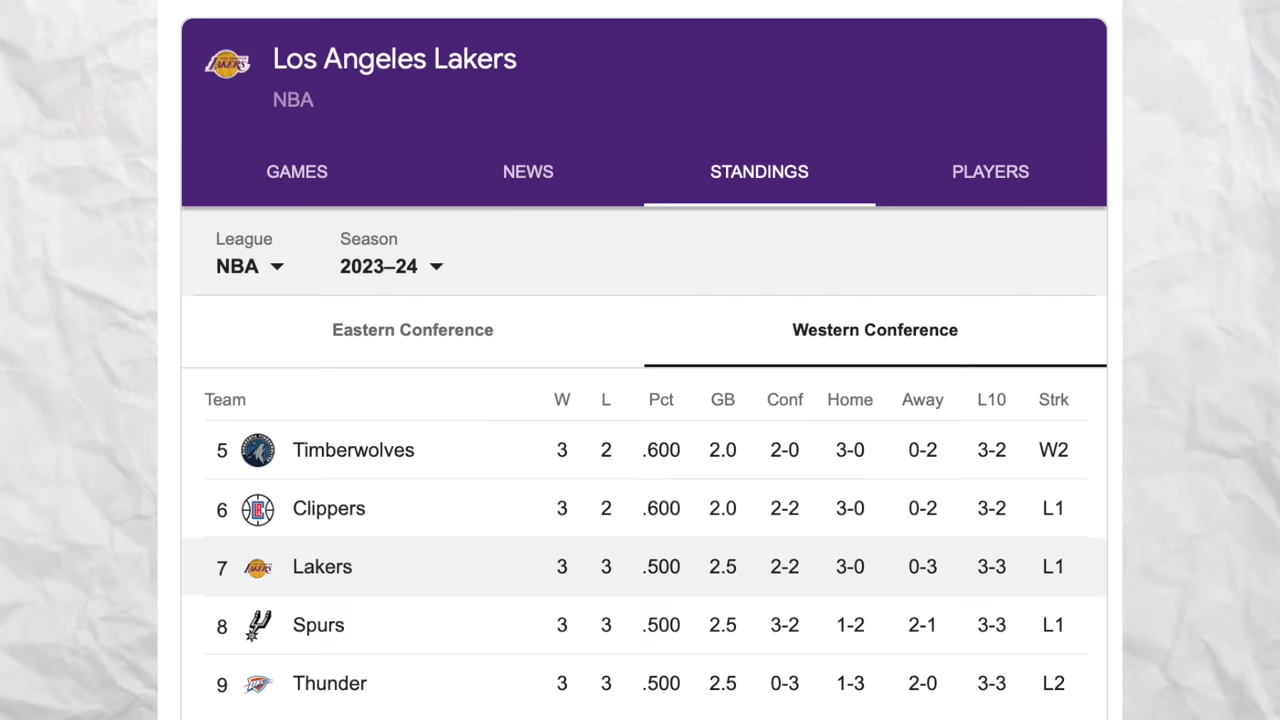 Los Angeles Lakers
NBA
GAMES NEWS STANDINGS PLAYERS
League Season
NBA 2023–24
Eastern Conference Western Conference
Team W L Pct GB Conf Home Away L10 Strk
5 Timberwolves 3 2 .600 2.0 2-0 3-0 0-2 3-2 W2
6 Clippers 3 2 .600 2.0 2-2 3-0 0-2 3-2 L1
7 LAKERS Lakers 3 3 .500 2.5 2-2 3-0 0-3 3-3 L1
8 Spurs 3 3 .500 2.5 3-2 1-2 2-1 3-3 L1
9 Thunder 3 3 .500 2.5 0-3 1-3 2-0 3-3 L2